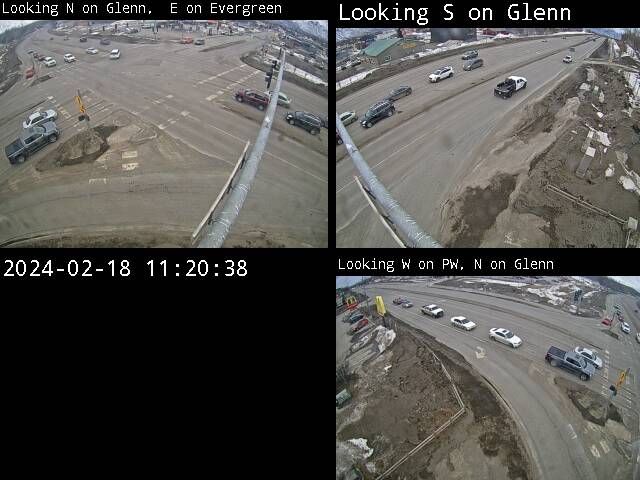 Looking N on Glenn, E on Evergreen
Looking S on Glenn
2024-02-18 11:20:38
Looking W on PW, N on Glenn